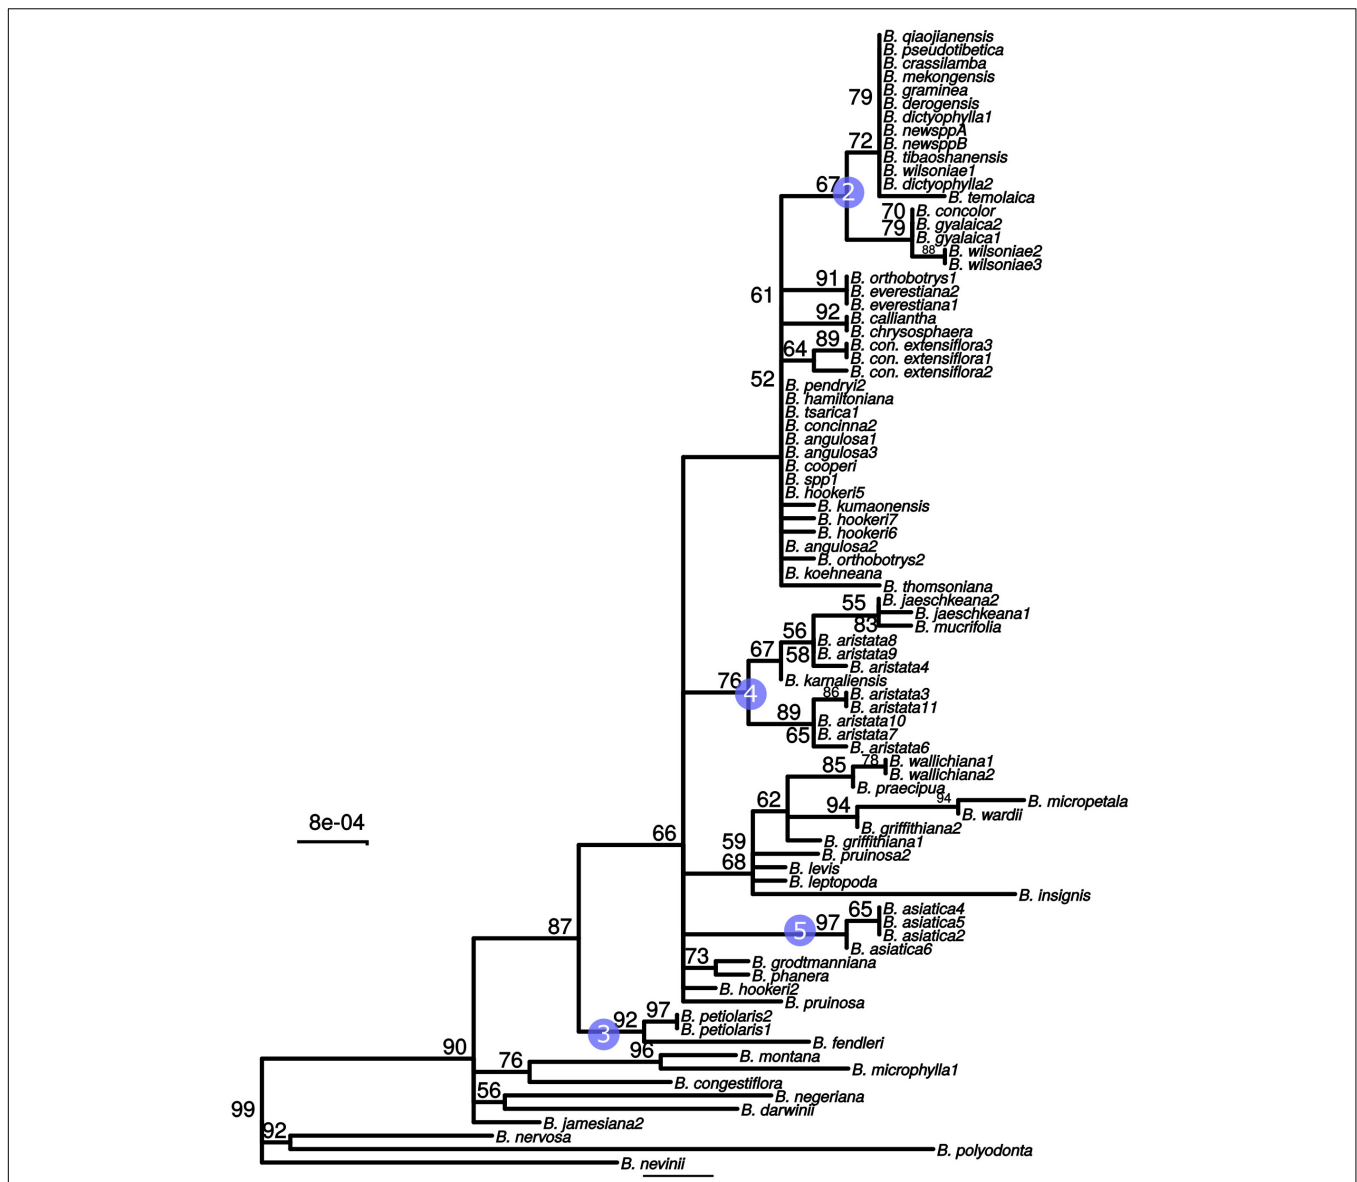 B. qiaojianensis
B. pseudotibetica
B. crassilamba
B. mekongensis
79 B. graminea
B. derogensis
B. dictyophylla1
B. newsppA
72 B. newsppB
B. tibaoshanensis
B. wilsoniae1
67 2 B. dictyophylla2
B. temolaica
70 B. concolor
79 B. gyalaica2
B. gyalaica1
88 B. wilsoniae2
B. wilsoniae3
91 B. orthobotrys1
61 B. everestiana2
B. everestiana1
92 B. calliantha
B. chrysosphaera
64 89 B. con. extensiflora3
B. con. extensiflora1
B. con. extensiflora2
52 B. pendryi2
B. hamiltoniana
B. tsarica1
B. concinna2
B. angulosa1
B. angulosa3
B. cooperi
B. spp1
B. hookeri5
B. kumaonensis
B. hookeri7
B. hookeri6
B. angulosa2
B. orthobotrys2
B. koehneana
B. thomsoniana
55 B. jaeschkeana2
B. jaeschkeana1
83 B. mucrifolia
56 B. aristata8
67 58 B. aristata9
B. aristata4
76 4 B. karnaliensis
86 B. aristata3
B. aristata11
89 B. aristata10
65 B. aristata7
B. aristata6
85 78 B. wallichiana1
B. wallichiana2
B. praecipua
62 94 94 B. micropetala
B. wardii
8e-04
B. griffithiana2
66 59 B. griffithiana1
B. pruinosa2
68 B. levis
B. leptopoda
B. insignis
65 B. asiatica4
87 5 97 B. asiatica5
B. asiatica2
B. asiatica6
73 B. grodtmanniana
B. phanera
B. hookeri2
B. pruinosa
3 92 97 B. petiolaris2
B. petiolaris1
B. fendleri
90 76 96 B. montana
B. microphylla1
B. congestiflora
56 B. negeriana
99 B. darwinii
B. jamesiana2
92 B. nervosa
B. polyodonta
B. nevinii